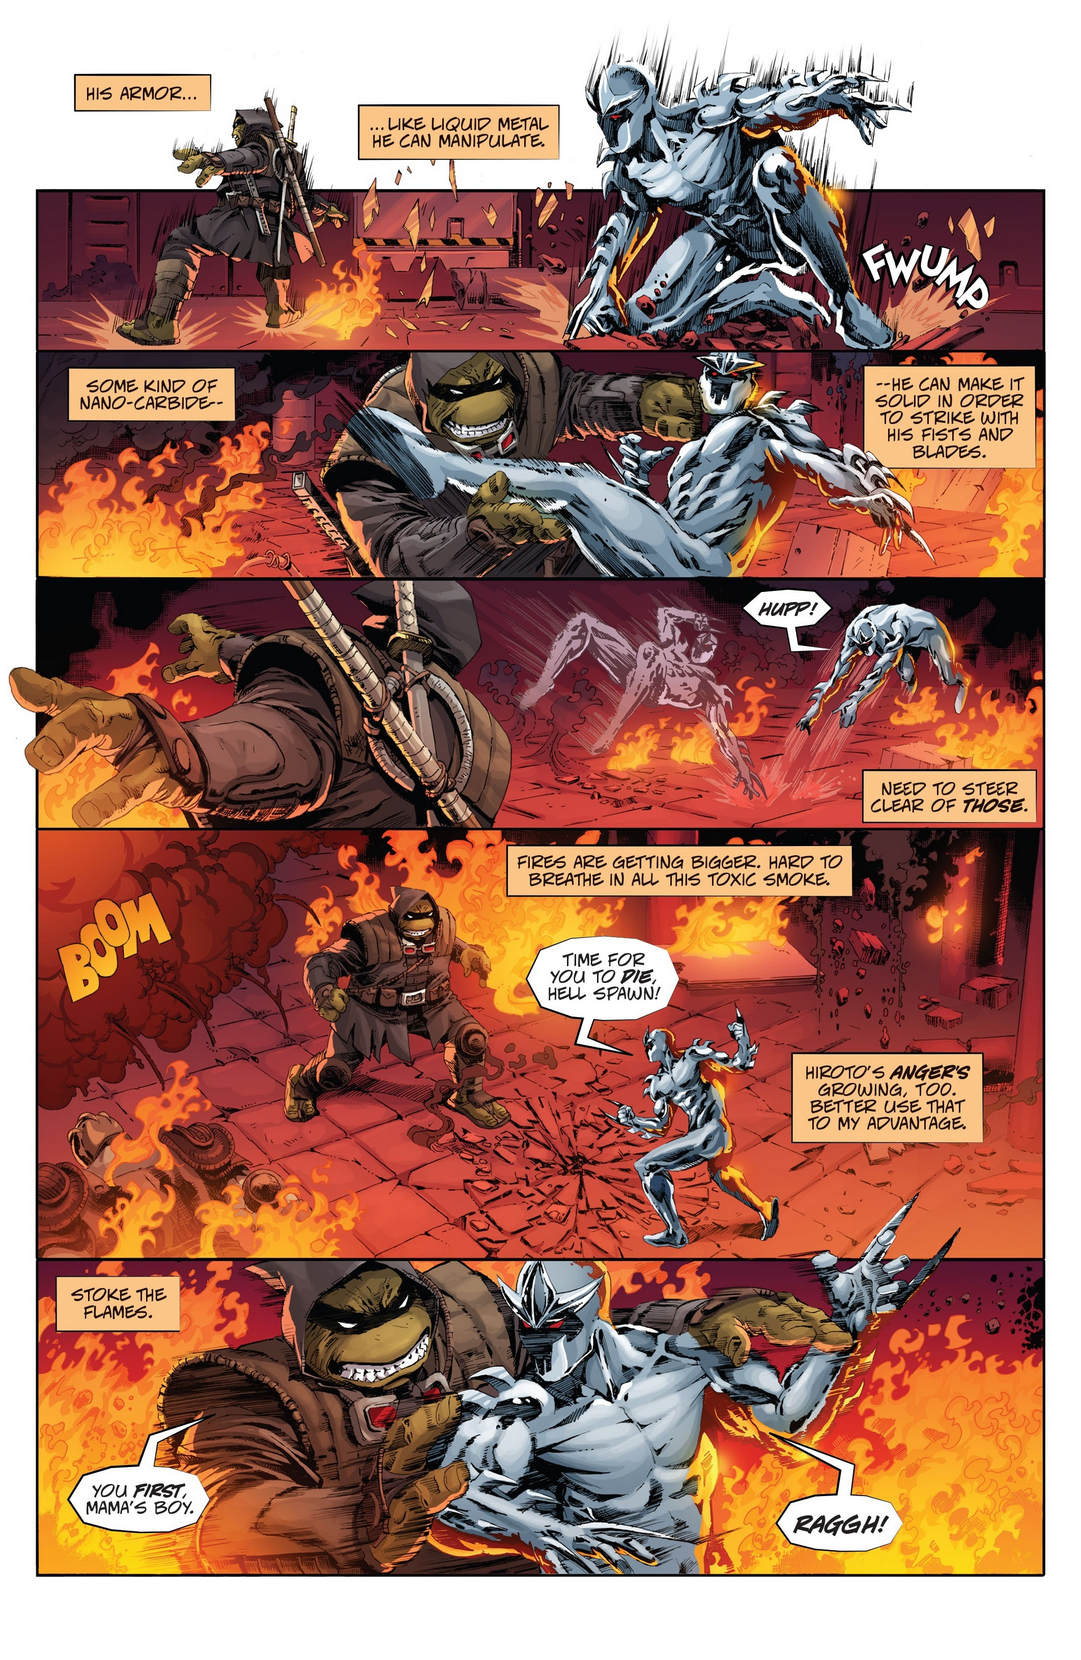 HIS ARMOR...
...LIKE LIQUID METAL
HE CAN MANIPULATE.
FWUMP
SOME KIND OF
NANO-CARBIDE--
--HE CAN MAKE IT
SOLID IN ORDER
TO STRIKE WITH
HIS FISTS AND
BLADES.
HUPP!
NEED TO STEER
CLEAR OF THOSE.
FIRES ARE GETTING BIGGER. HARD TO
BREATHE IN ALL THIS TOXIC SMOKE.
BOOM
TIME FOR
YOU TO DIE,
HELL SPAWN!
HIROTO'S ANGER'S
GROWING, TOO.
BETTER USE THAT
TO MY ADVANTAGE.
STOKE THE
FLAMES.
YOU FIRST,
MAMA'S BOY.
RAGGH!